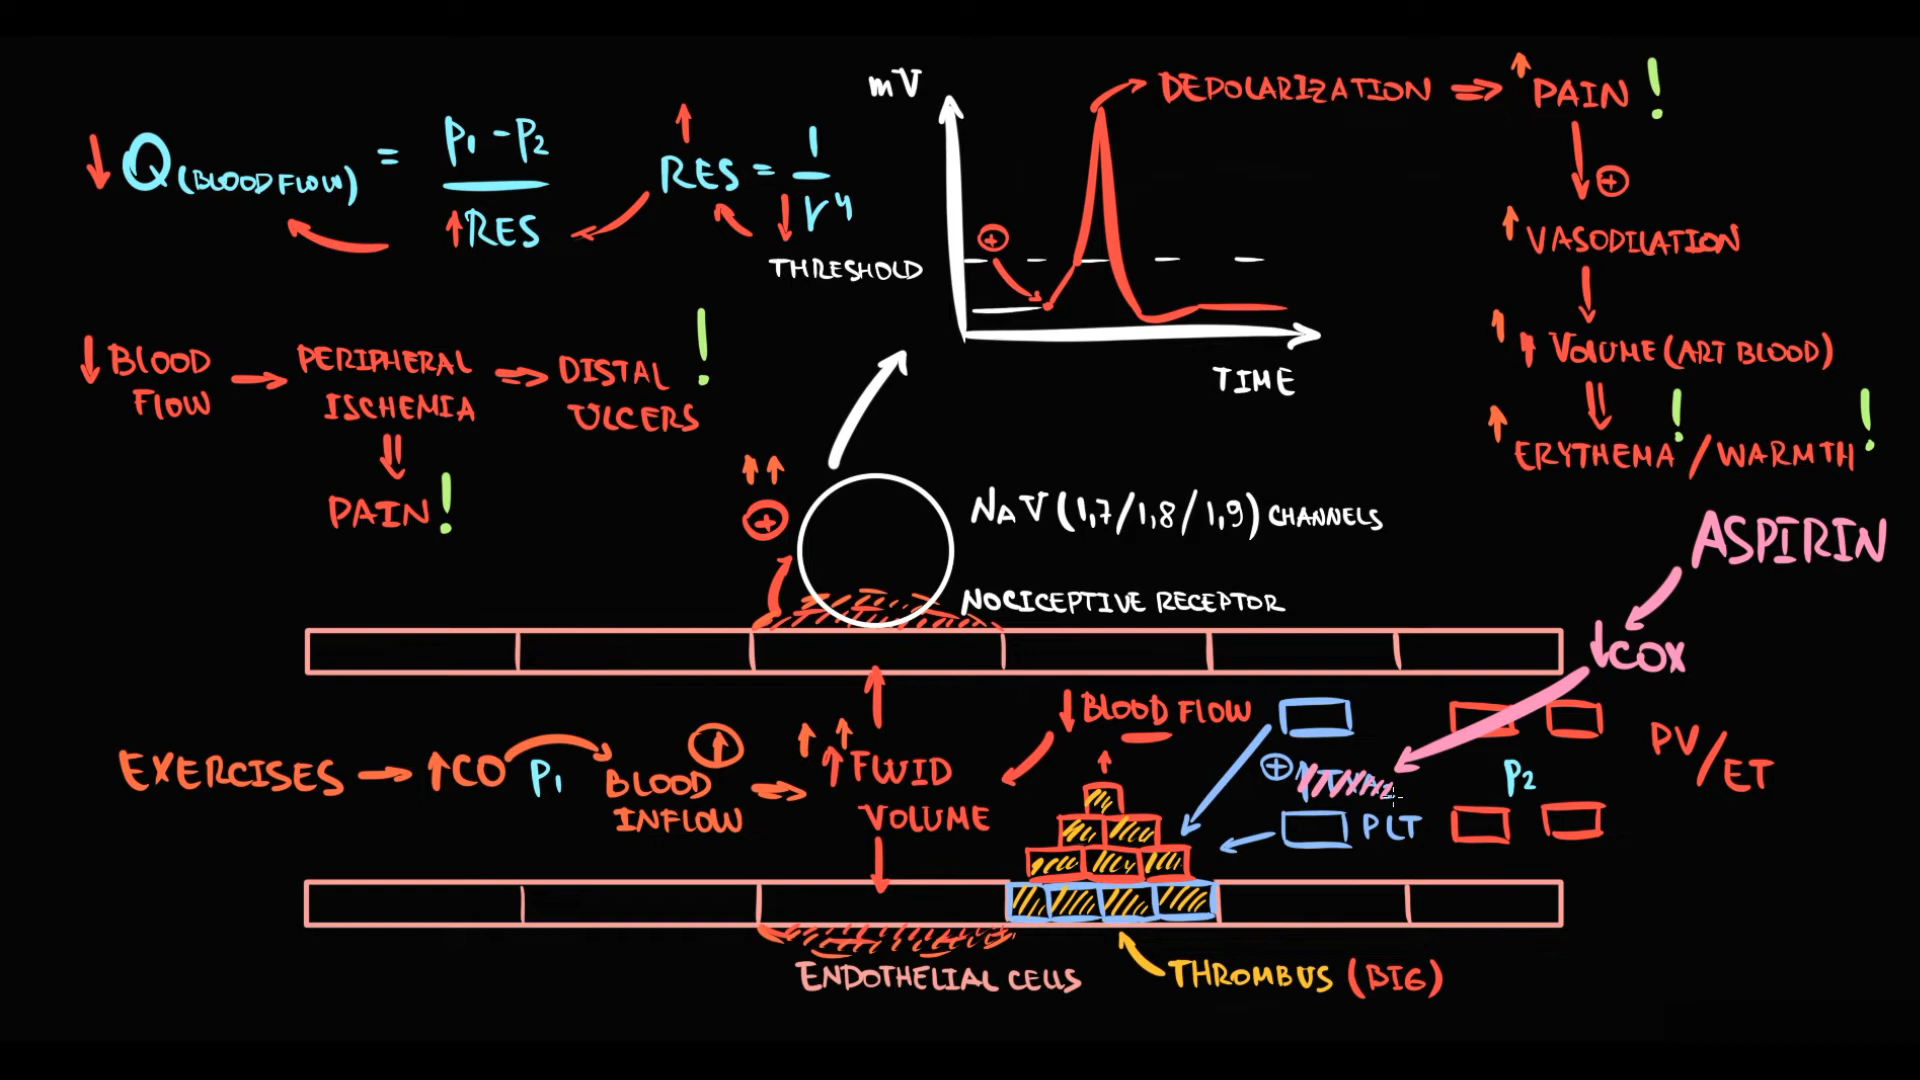 ↓ Q (BLOOD FLOW) = P₁ - P₂ / ↑RES
↑ RES = 1 / ↓ r⁴
mV
THRESHOLD
TIME
DEPOLARIZATION ⇒ ↑ PAIN !
⊕
⊕
↑ VASODILATION
↑ ↑ VOLUME (ART BLOOD)
↑ ERYTHEMA ! / WARMTH !
↓ BLOOD
FLOW
→ PERIPHERAL
ISCHEMIA
⇒ DISTAL !
ULCERS
PAIN !
↑↑
⊕
NaV (1,7/1,8/1,9) CHANNELS
NOCICEPTIVE RECEPTOR
ASPIRIN
↓COX
EXERCISES → ↑CO
P₁
BLOOD
INFLOW
⇒ ↑ ↑ ↑ FLUID
VOLUME
↓ BLOOD FLOW
⊕
PLT
P₂
PV/ET
ENDOTHELIAL CELLS
THROMBUS (BIG)